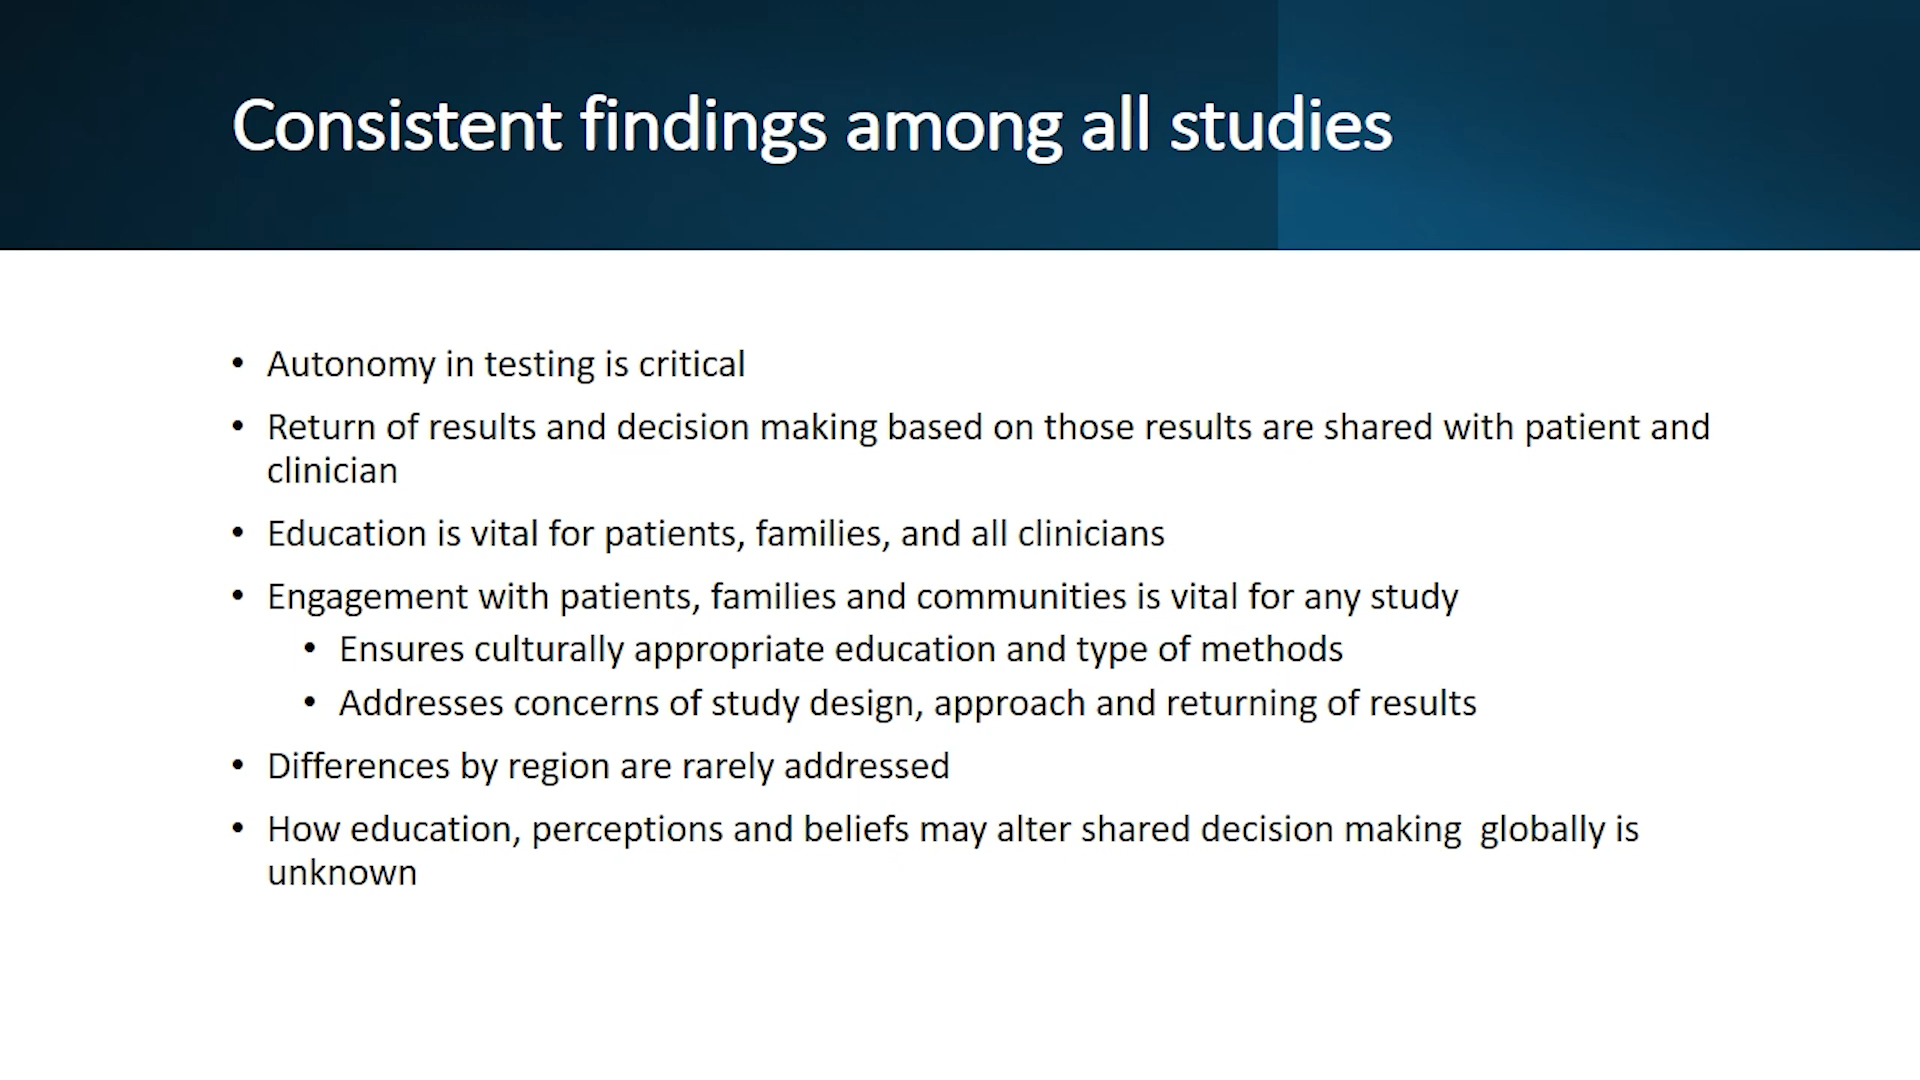 Consistent findings among all studies
• Autonomy in testing is critical
• Return of results and decision making based on those results are shared with patient and
clinician
• Education is vital for patients, families, and all clinicians
• Engagement with patients, families and communities is vital for any study
• Ensures culturally appropriate education and type of methods
• Addresses concerns of study design, approach and returning of results
• Differences by region are rarely addressed
• How education, perceptions and beliefs may alter shared decision making  globally is
unknown